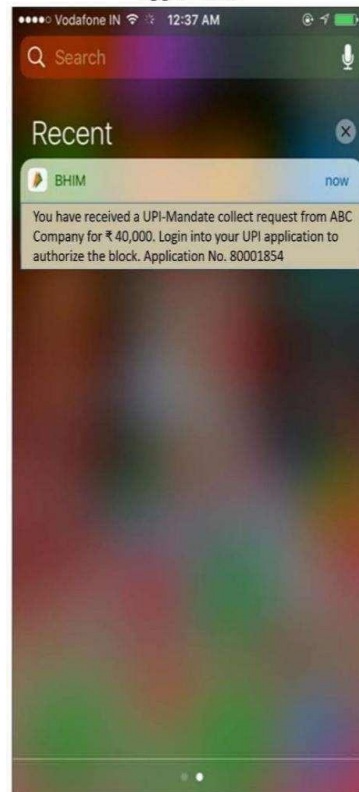 Vodafone IN 12:37 AM
Search
Recent
BHIM now
You have received a UPI-Mandate collect request from ABC
Company for ₹ 40,000. Login into your UPI application to
authorize the block. Application No. 80001854